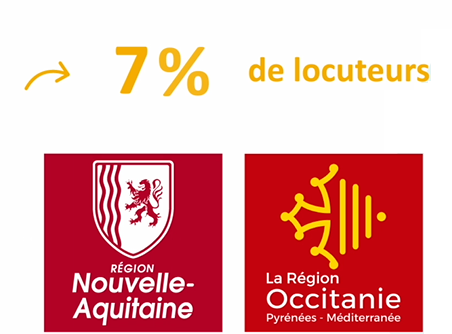 7% de locuteurs
RÉGION
Nouvelle-
Aquitaine
La Région
Occitanie
Pyrénées - Méditerranée